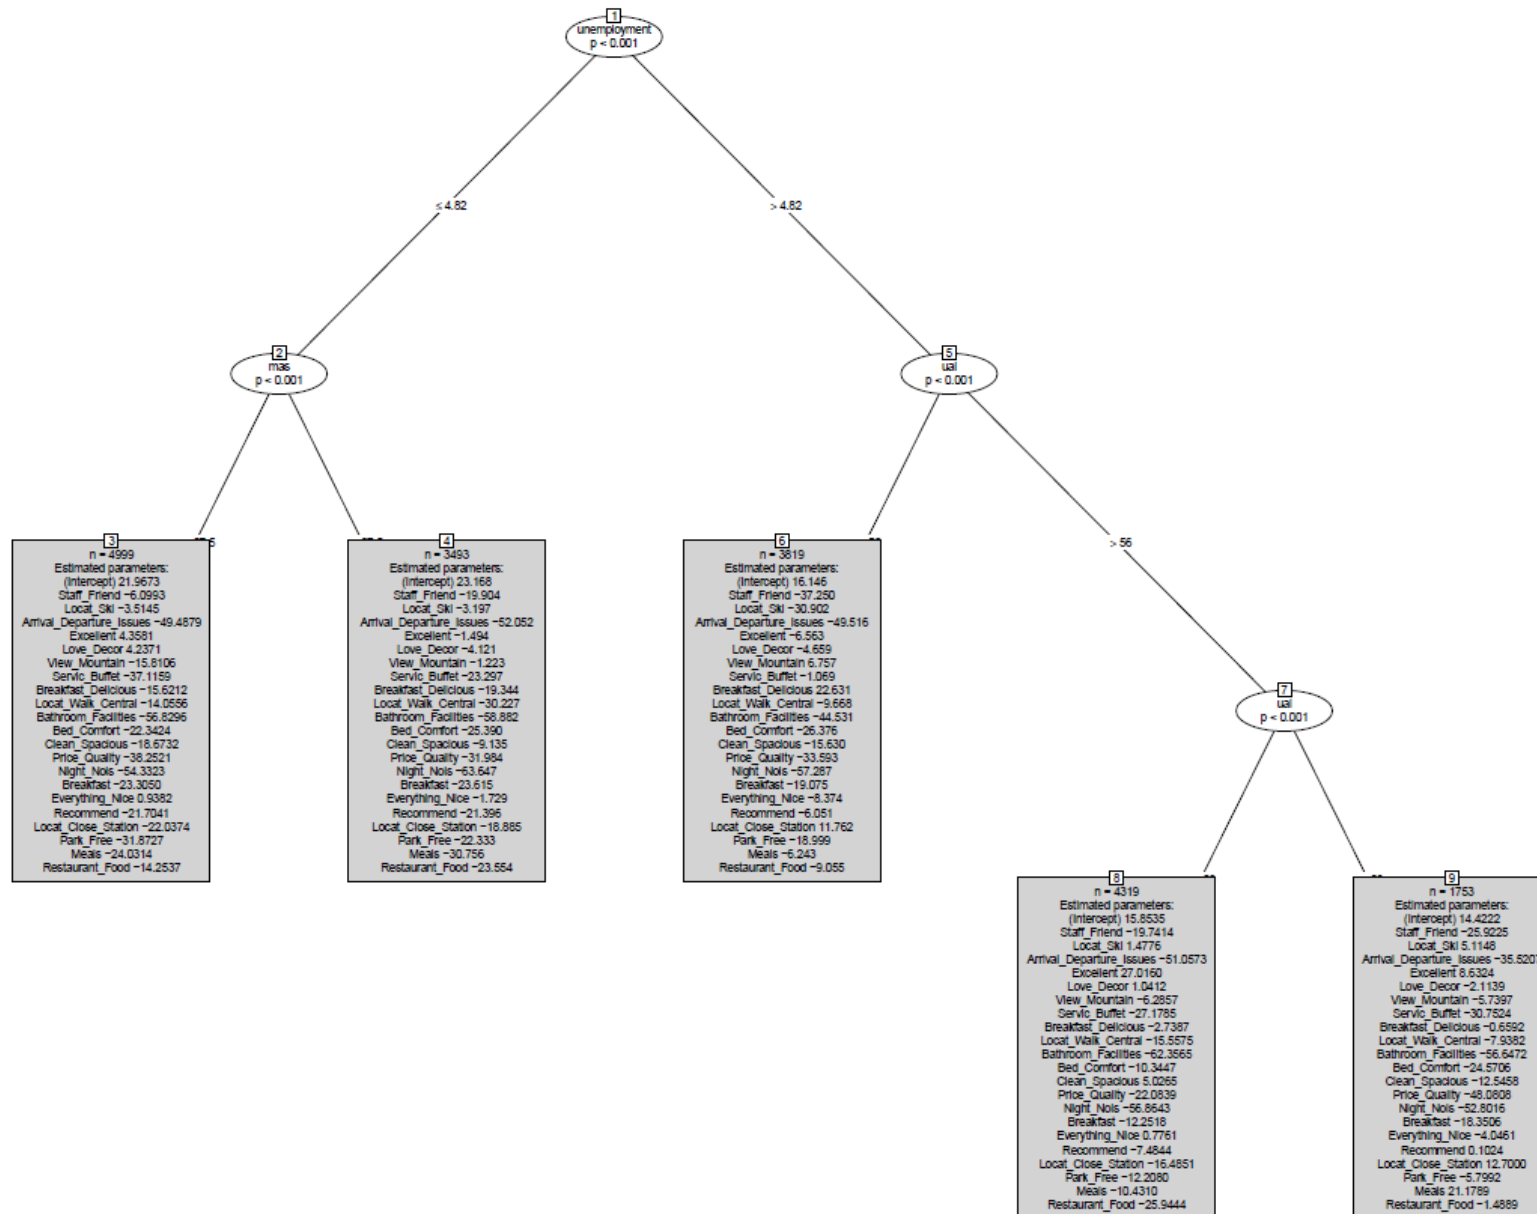 1
unemployment
p < 0.001
≤ 4.82
> 4.82
2
mas
p < 0.001
5
uai
p < 0.001
> 56
3
n = 4999
Estimated parameters:
(Intercept) 21.9673
Staff_Friend −6.0993
Locat_Ski −3.5145
Arrival_Departure_Issues −49.4879
Excellent 4.3581
Love_Decor 4.2371
View_Mountain −15.8106
Servic_Buffet −37.1159
Breakfast_Delicious −15.6212
Locat_Walk_Central −14.0556
Bathroom_Facilities −56.8296
Bed_Comfort −22.3424
Clean_Spacious −18.6732
Price_Quality −38.2521
Night_Nois −54.3323
Breakfast −23.3050
Everything_Nice 0.9382
Recommend −21.7041
Locat_Close_Station −22.0374
Park_Free −31.8727
Meals −24.0314
Restaurant_Food −14.2537
4
n = 3493
Estimated parameters:
(Intercept) 23.168
Staff_Friend −19.904
Locat_Ski −3.197
Arrival_Departure_Issues −52.052
Excellent −1.494
Love_Decor −4.121
View_Mountain −1.223
Servic_Buffet −23.297
Breakfast_Delicious −19.344
Locat_Walk_Central −30.227
Bathroom_Facilities −58.882
Bed_Comfort −25.390
Clean_Spacious −9.135
Price_Quality −31.984
Night_Nois −63.647
Breakfast −23.615
Everything_Nice −1.729
Recommend −21.396
Locat_Close_Station −18.885
Park_Free −22.333
Meals −30.756
Restaurant_Food −23.554
6
n = 3819
Estimated parameters:
(Intercept) 16.146
Staff_Friend −37.250
Locat_Ski −30.902
Arrival_Departure_Issues −49.516
Excellent −6.563
Love_Decor −4.659
View_Mountain 6.757
Servic_Buffet −1.069
Breakfast_Delicious 22.631
Locat_Walk_Central −9.668
Bathroom_Facilities −44.531
Bed_Comfort −26.376
Clean_Spacious −15.630
Price_Quality −33.593
Night_Nois −57.287
Breakfast −19.075
Everything_Nice −8.374
Recommend −6.051
Locat_Close_Station 11.762
Park_Free −18.999
Meals −6.243
Restaurant_Food −9.055
7
uai
p < 0.001
8
n = 4319
Estimated parameters:
(Intercept) 15.8535
Staff_Friend −19.7414
Locat_Ski 1.4776
Arrival_Departure_Issues −51.0573
Excellent 27.0160
Love_Decor 1.0412
View_Mountain −6.2857
Servic_Buffet −27.1785
Breakfast_Delicious −2.7387
Locat_Walk_Central −15.5575
Bathroom_Facilities −62.3565
Bed_Comfort −10.3447
Clean_Spacious 5.0265
Price_Quality −22.0839
Night_Nois −56.8643
Breakfast −12.2518
Everything_Nice 0.7761
Recommend −7.4844
Locat_Close_Station −16.4851
Park_Free −12.2080
Meals −10.4310
Restaurant_Food −25.9444
9
n = 1753
Estimated parameters:
(Intercept) 14.4222
Staff_Friend −25.9225
Locat_Ski 5.1148
Arrival_Departure_Issues −35.5207
Excellent 8.6324
Love_Decor −2.1139
View_Mountain −5.7397
Servic_Buffet −30.7524
Breakfast_Delicious −0.6592
Locat_Walk_Central −7.9382
Bathroom_Facilities −56.6472
Bed_Comfort −24.5706
Clean_Spacious −12.5458
Price_Quality −48.0808
Night_Nois −52.8016
Breakfast −18.3506
Everything_Nice −4.0461
Recommend 0.1024
Locat_Close_Station 12.7000
Park_Free −5.7992
Meals 21.1789
Restaurant_Food −1.4889